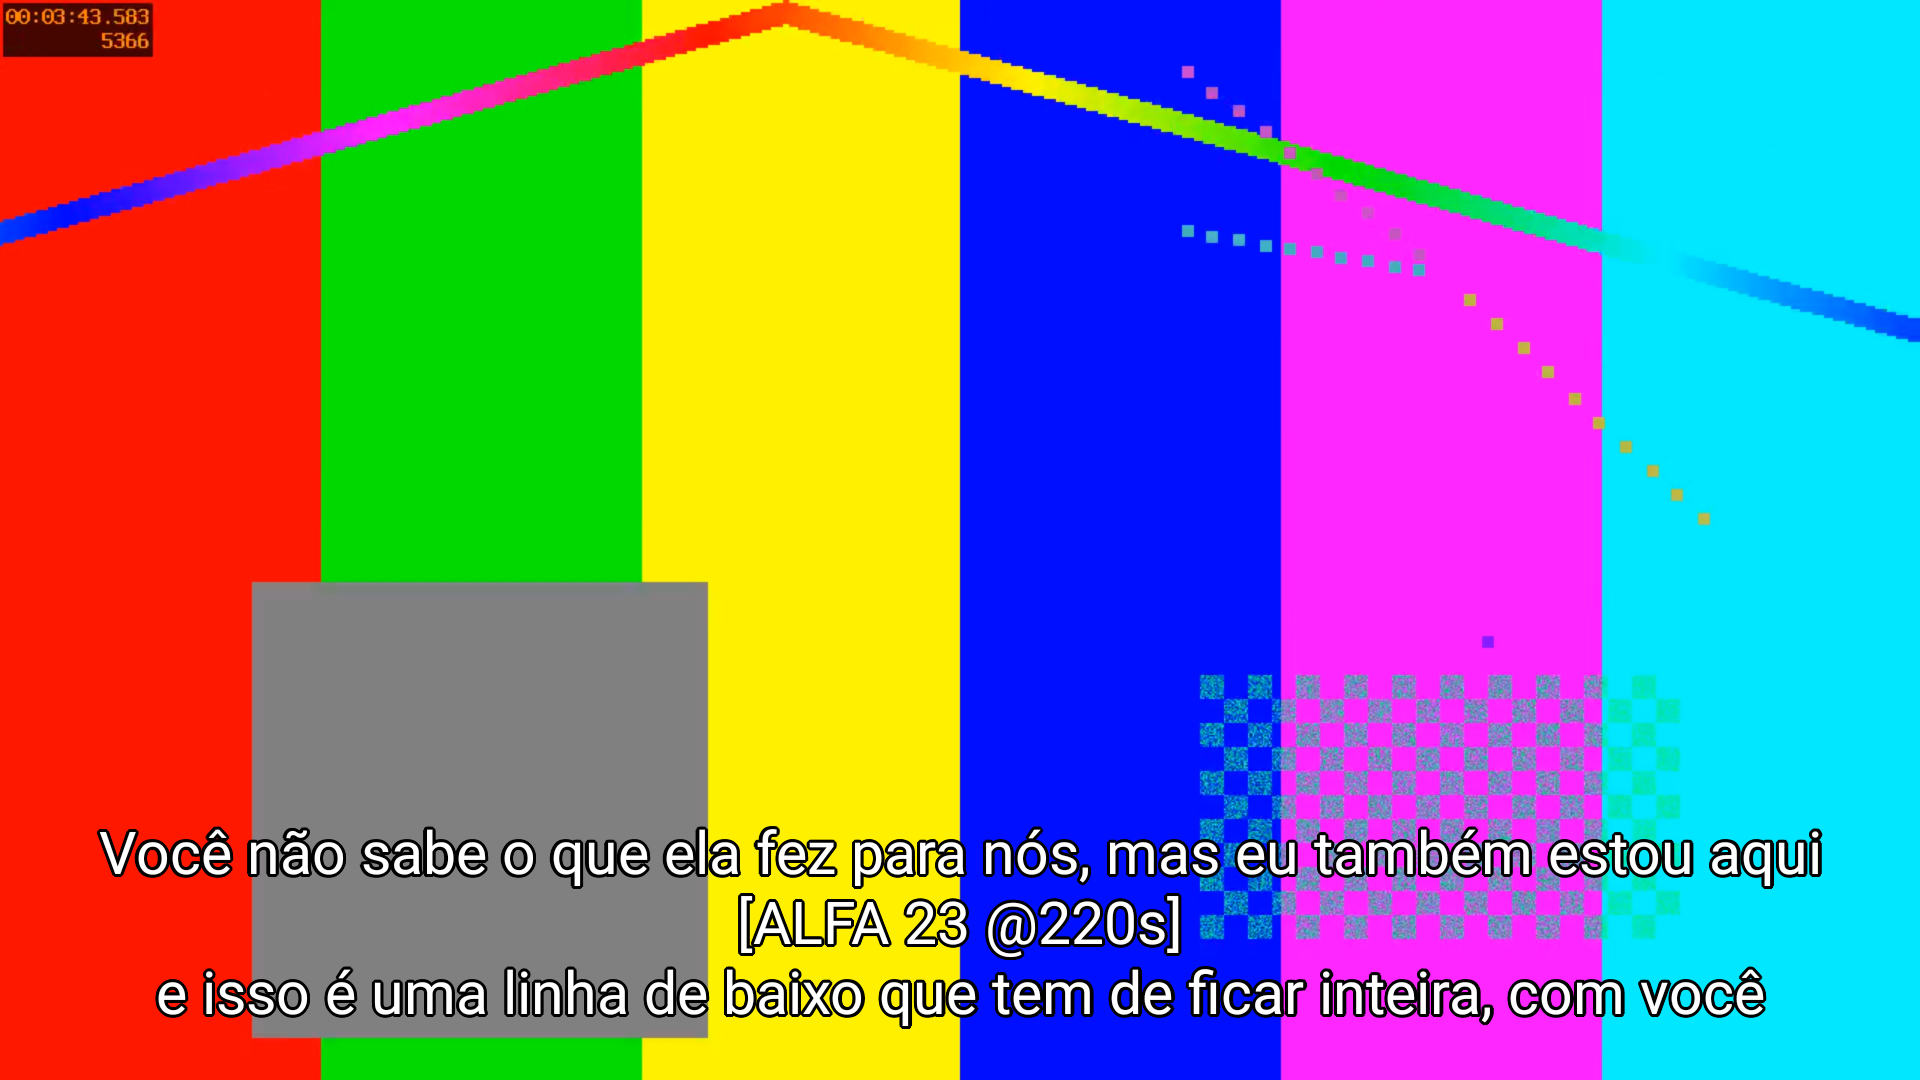 00:03:43.583
5366
Você não sabe o que ela fez para nós, mas eu também estou aqui
[ALFA 23 @220s]
e isso é uma linha de baixo que tem de ficar inteira, com você